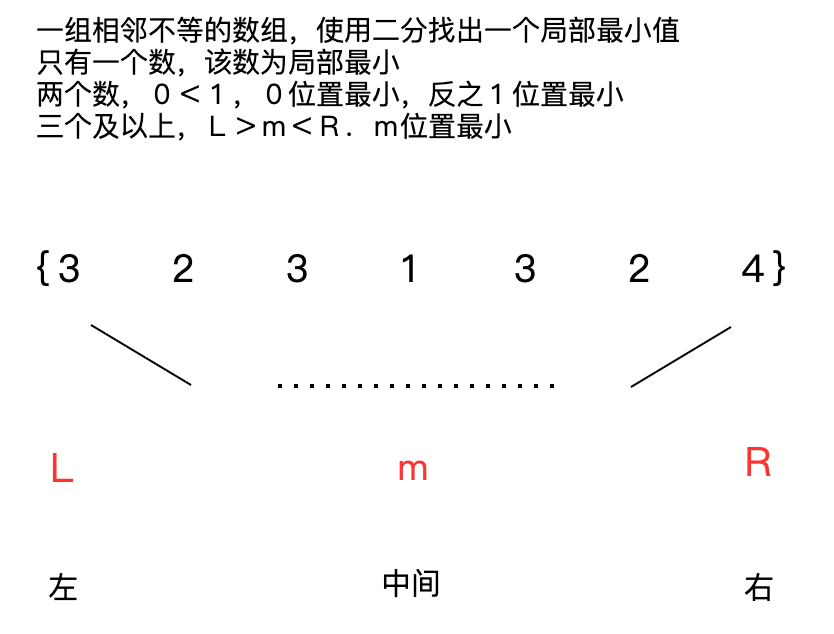 一组相邻不等的数组，使用二分找出一个局部最小值
只有一个数，该数为局部最小
两个数，0 < 1，0 位置最小，反之 1 位置最小
三个及以上，L > m < R．m位置最小
{ 3 2 3 1 3 2 4 }
L m R
左 中间 右